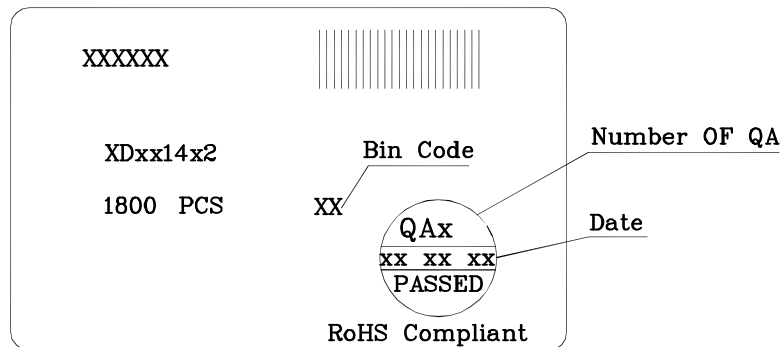 XXXXXX
XDxx14x2
Bin Code
Number OF QA
1800 PCS
XX
QAx
Date
xx xx xx
PASSED
RoHS Compliant